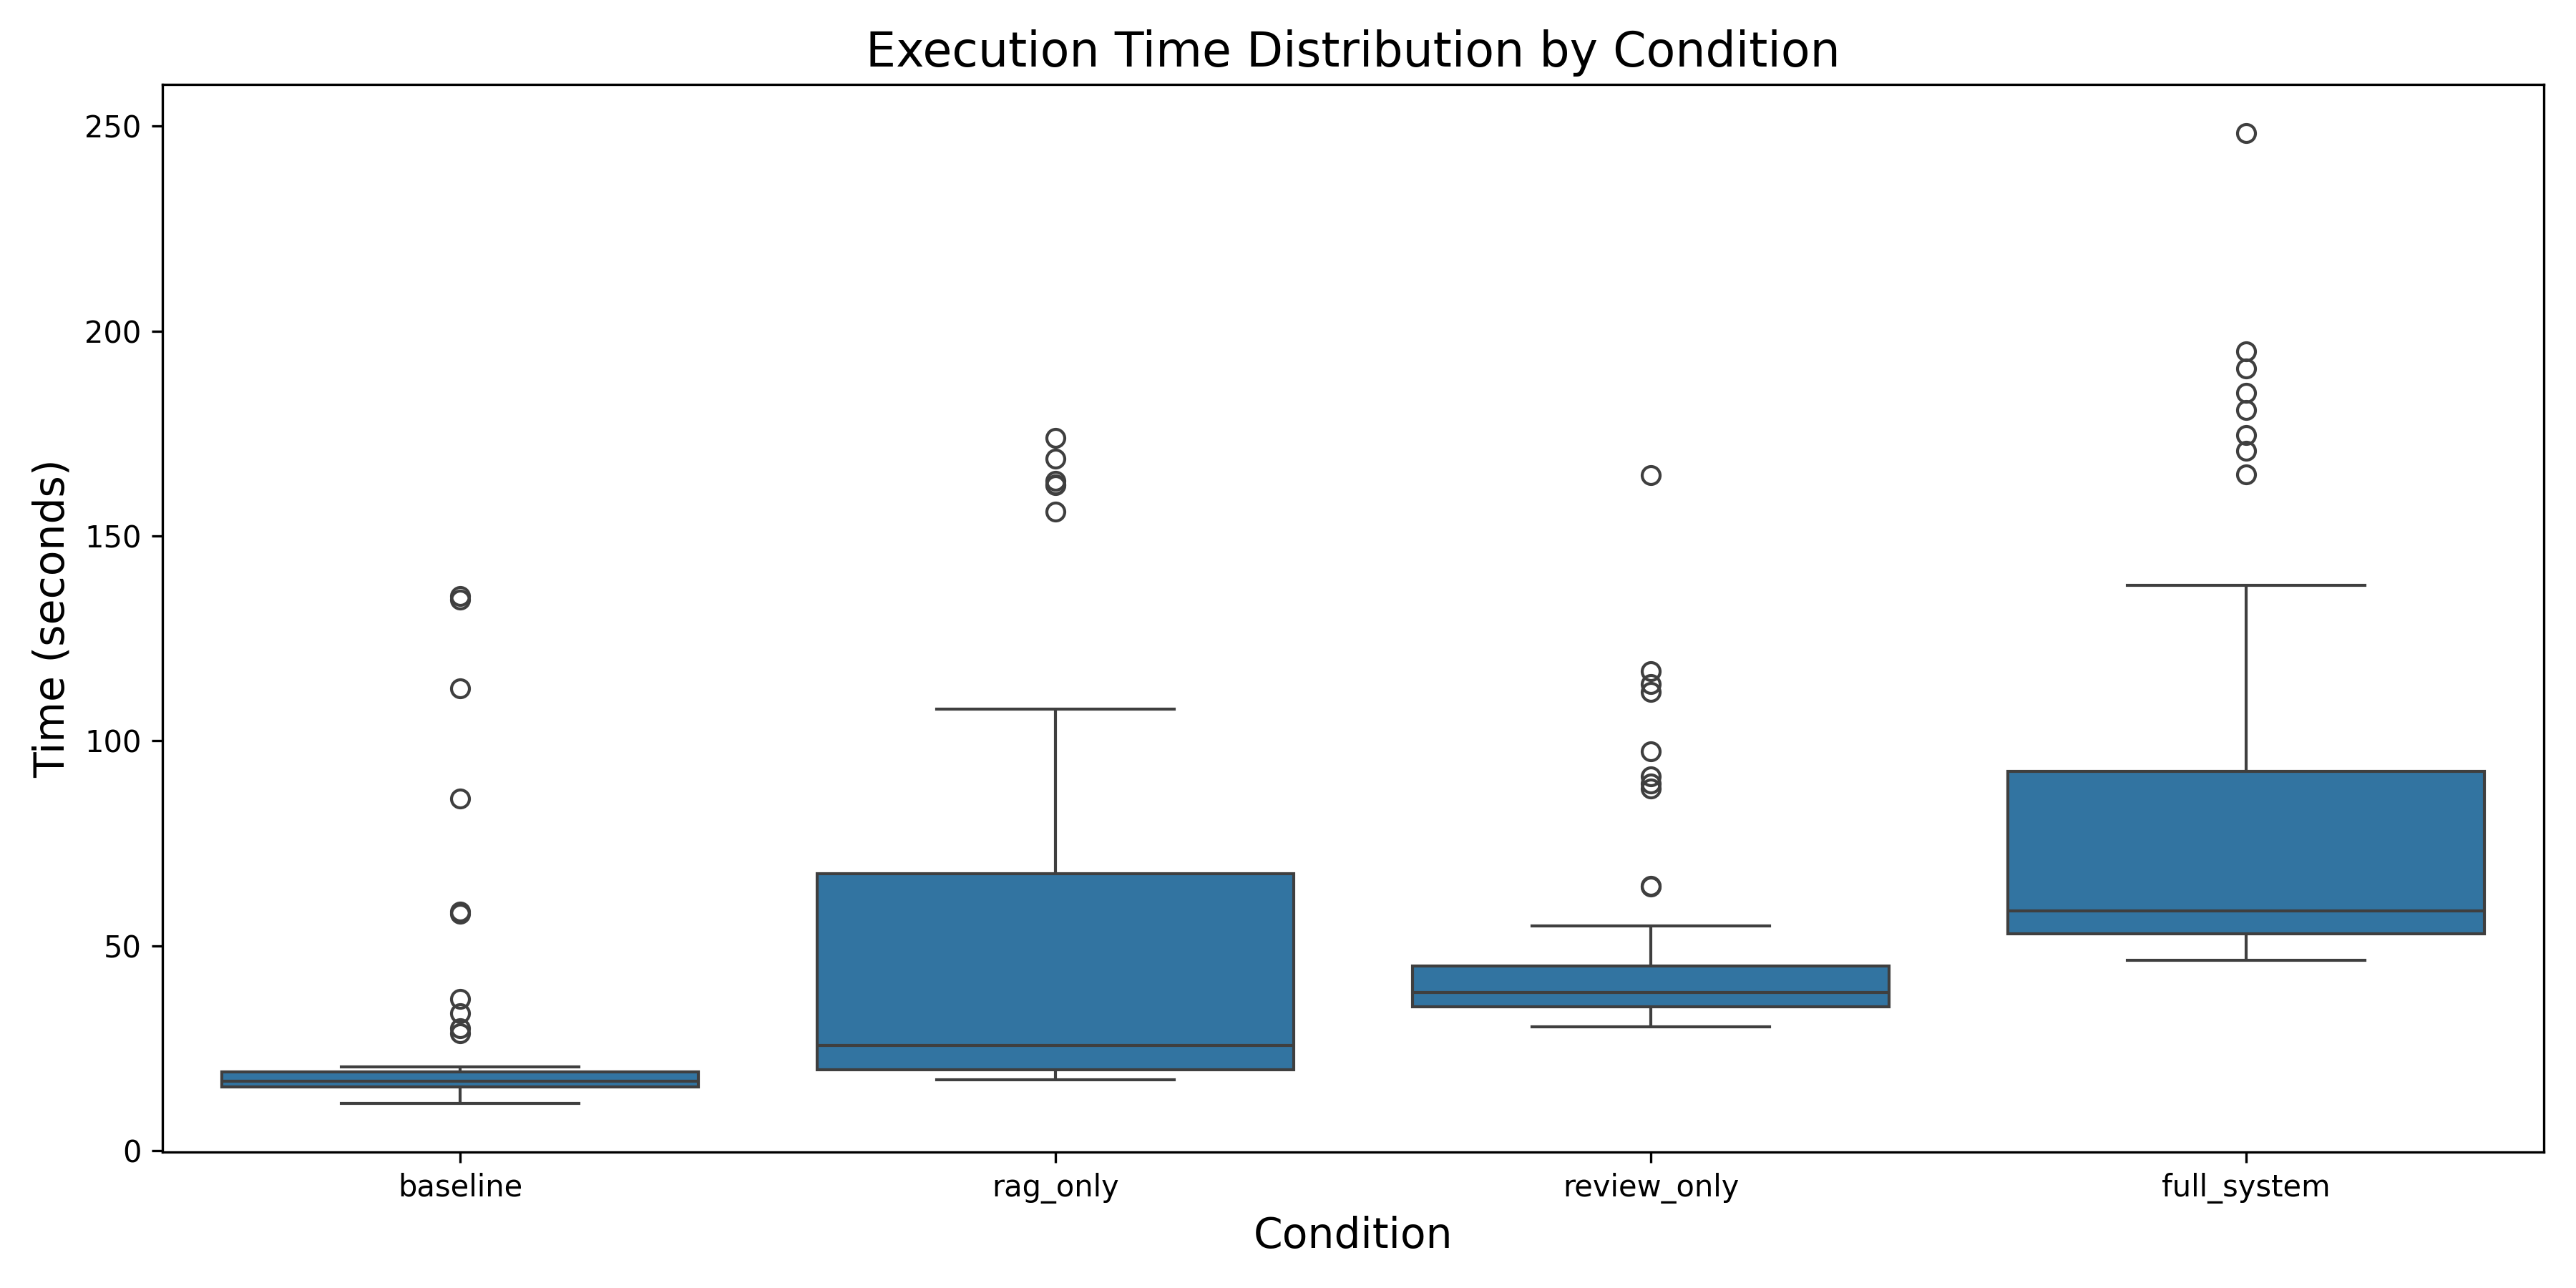 Execution Time Distribution by Condition
Time (seconds)
250
200
150
100
50
0
baseline rag_only review_only full_system
Condition